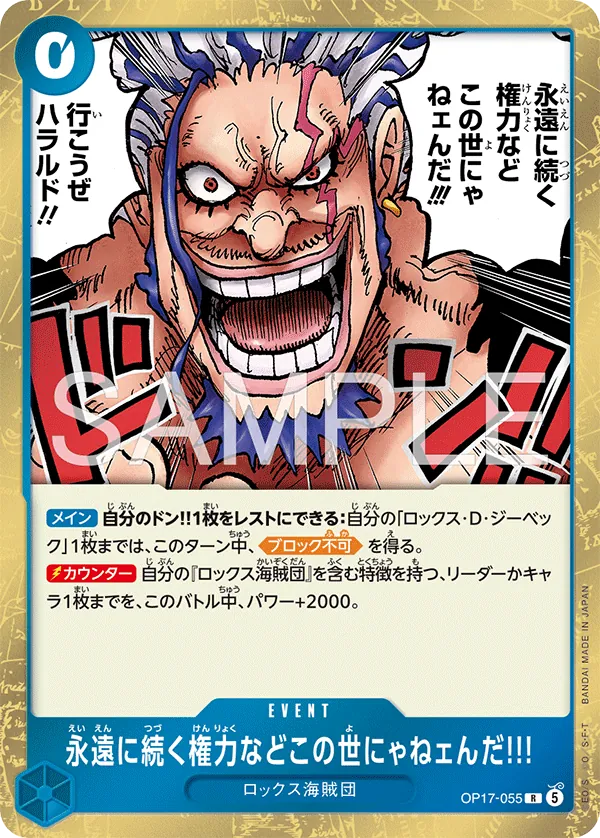 0
永遠に続く
権力など
この世にゃ
ねェんだ!!!
行こうぜ
ハラルド!!
ドド
SAMPLE
メイン 自分のドン!!1枚をレストにできる：自分の「ロックス・D・ジーベッ
ク」1枚までは、このターン中、ブロック不可 を得る。
カウンター 自分の『ロックス海賊団』を含む特徴を持つ、リーダーかキャ
ラ1枚までを、このバトル中、パワー+2000。
EVENT
永遠に続く権力などこの世にゃねェんだ!!!
ロックス海賊団
OP17-055 R 5
BANDAI MADE IN JAPAN